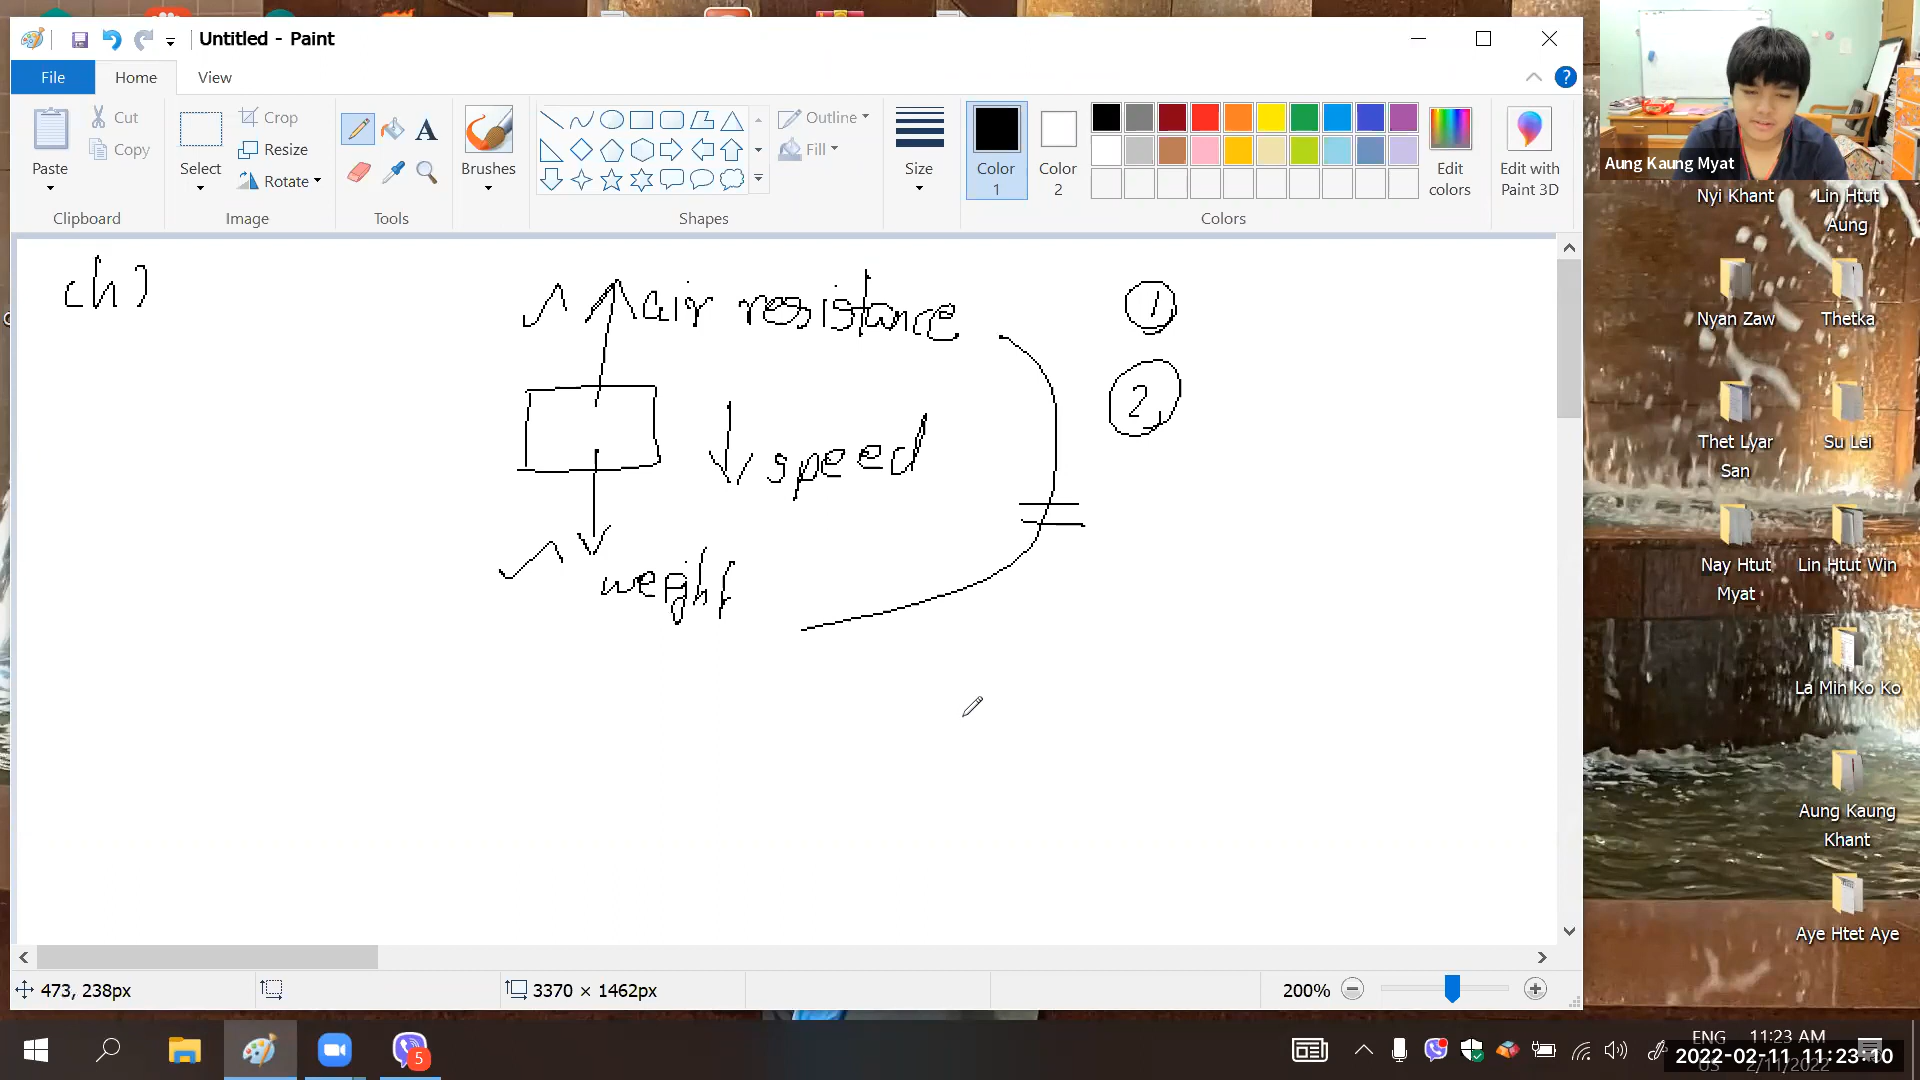 Untitled - Paint
File
Home
View
Paste
Cut
Copy
Clipboard
Select
Crop
Resize
Rotate
Image
Tools
Brushes
Shapes
Outline
Fill
Size
Color 1
Color 2
Colors
Edit colors
Edit with Paint 3D
Aung Kaung Myat
Nyi Khant
Lin Htut Aung
Nyan Zaw
Thetka
Thet Lyar San
Su Lei
Nay Htut Myat
Lin Htut Win
La Min Ko Ko
Aung Kaung Khant
Aye Htet Aye
air resistance
1
2
speed
weight
473, 238px
3370 × 1462px
200%
5
ENG
11:23 AM
2022-02-11 11:23:10
2/11/2022